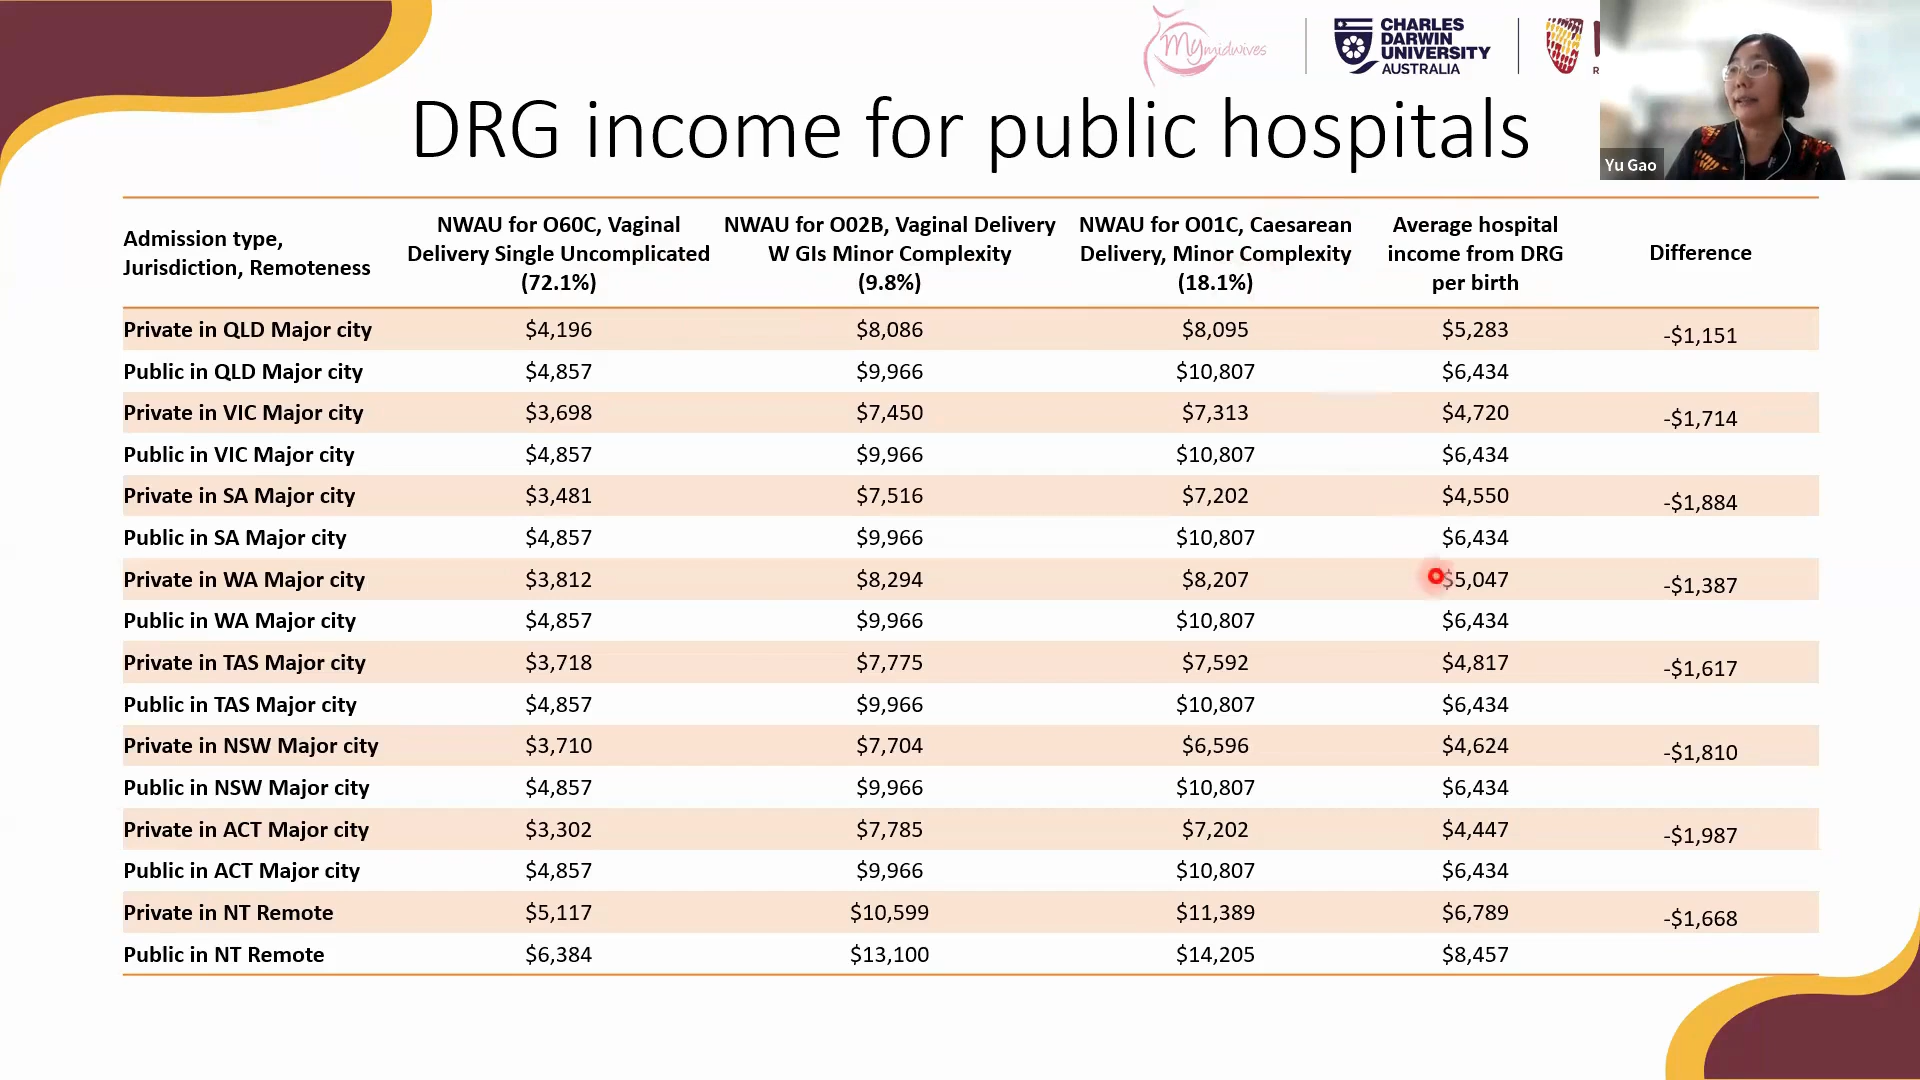 My midwives
CHARLES
DARWIN
UNIVERSITY
AUSTRALIA
Yu Gao
DRG income for public hospitals
Admission type,
Jurisdiction, Remoteness
NWAU for O60C, Vaginal
Delivery Single Uncomplicated
(72.1%)
NWAU for O02B, Vaginal Delivery
W GIs Minor Complexity
(9.8%)
NWAU for O01C, Caesarean
Delivery, Minor Complexity
(18.1%)
Average hospital
income from DRG
per birth
Difference
Private in QLD Major city $4,196 $8,086 $8,095 $5,283 -$1,151
Public in QLD Major city $4,857 $9,966 $10,807 $6,434
Private in VIC Major city $3,698 $7,450 $7,313 $4,720 -$1,714
Public in VIC Major city $4,857 $9,966 $10,807 $6,434
Private in SA Major city $3,481 $7,516 $7,202 $4,550 -$1,884
Public in SA Major city $4,857 $9,966 $10,807 $6,434
Private in WA Major city $3,812 $8,294 $8,207 $5,047 -$1,387
Public in WA Major city $4,857 $9,966 $10,807 $6,434
Private in TAS Major city $3,718 $7,775 $7,592 $4,817 -$1,617
Public in TAS Major city $4,857 $9,966 $10,807 $6,434
Private in NSW Major city $3,710 $7,704 $6,596 $4,624 -$1,810
Public in NSW Major city $4,857 $9,966 $10,807 $6,434
Private in ACT Major city $3,302 $7,785 $7,202 $4,447 -$1,987
Public in ACT Major city $4,857 $9,966 $10,807 $6,434
Private in NT Remote $5,117 $10,599 $11,389 $6,789 -$1,668
Public in NT Remote $6,384 $13,100 $14,205 $8,457